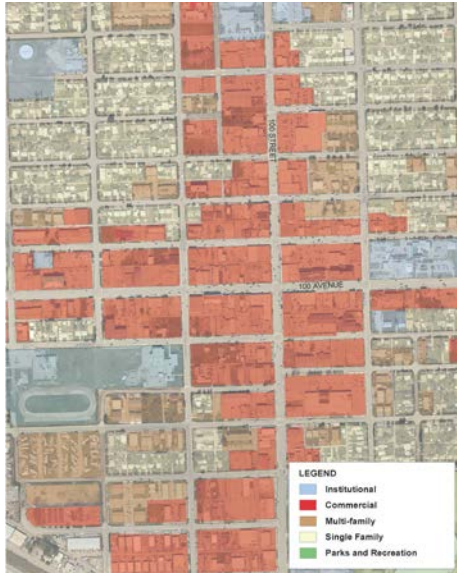 100 STREET
100 AVENUE
LEGEND
Institutional
Commercial
Multi-family
Single Family
Parks and Recreation